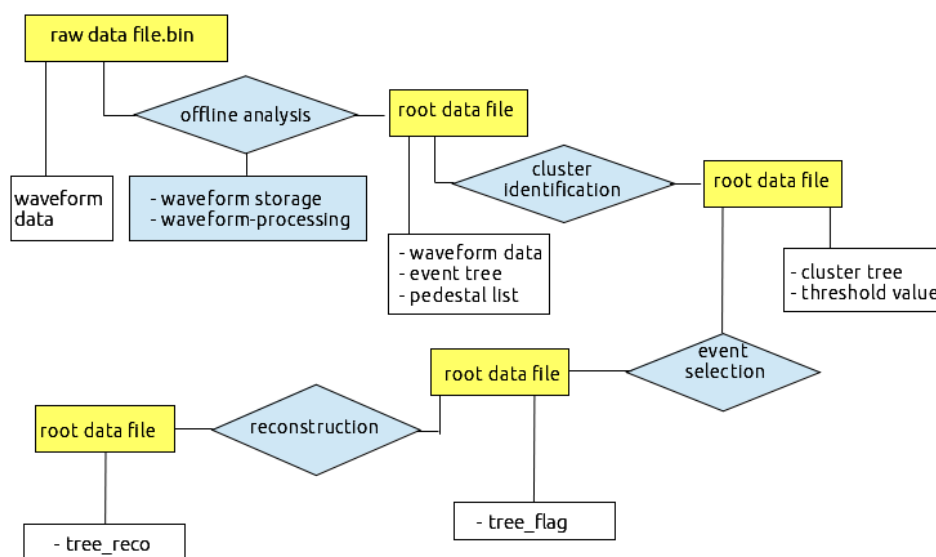 raw data file.bin
offline analysis
root data file
waveform
data
- waveform storage
- waveform-processing
cluster
identification
root data file
- waveform data
- event tree
- pedestal list
- cluster tree
- threshold value
event
selection
root data file
reconstruction
root data file
- tree_flag
- tree_reco